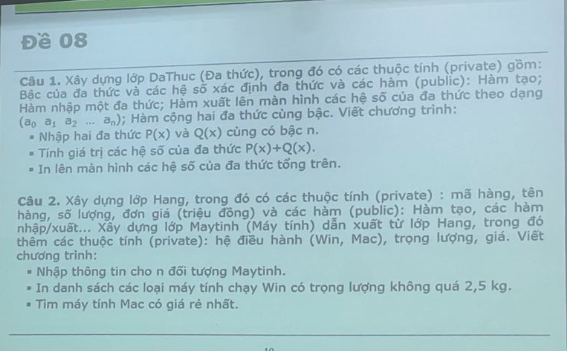 Đề 08
Câu 1. Xây dựng lớp DaThuc (Đa thức), trong đó có các thuộc tính (private) gồm:
Bậc của đa thức và các hệ số xác định đa thức và các hàm (public): Hàm tạo;
Hàm nhập một đa thức; Hàm xuất lên màn hình các hệ số của đa thức theo dạng
(a₀ a₁ a₂ ... aₙ); Hàm cộng hai đa thức cùng bậc. Viết chương trình:
▪ Nhập hai đa thức P(x) và Q(x) cùng có bậc n.
▪ Tính giá trị các hệ số của đa thức P(x)+Q(x).
▪ In lên màn hình các hệ số của đa thức tổng trên.
Câu 2. Xây dựng lớp Hang, trong đó có các thuộc tính (private) : mã hàng, tên
hàng, số lượng, đơn giá (triệu đồng) và các hàm (public): Hàm tạo, các hàm
nhập/xuất... Xây dựng lớp Maytinh (Máy tính) dẫn xuất từ lớp Hang, trong đó
thêm các thuộc tính (private): hệ điều hành (Win, Mac), trọng lượng, giá. Viết
chương trình:
▪ Nhập thông tin cho n đối tượng Maytinh.
▪ In danh sách các loại máy tính chạy Win có trọng lượng không quá 2,5 kg.
▪ Tìm máy tính Mac có giá rẻ nhất.